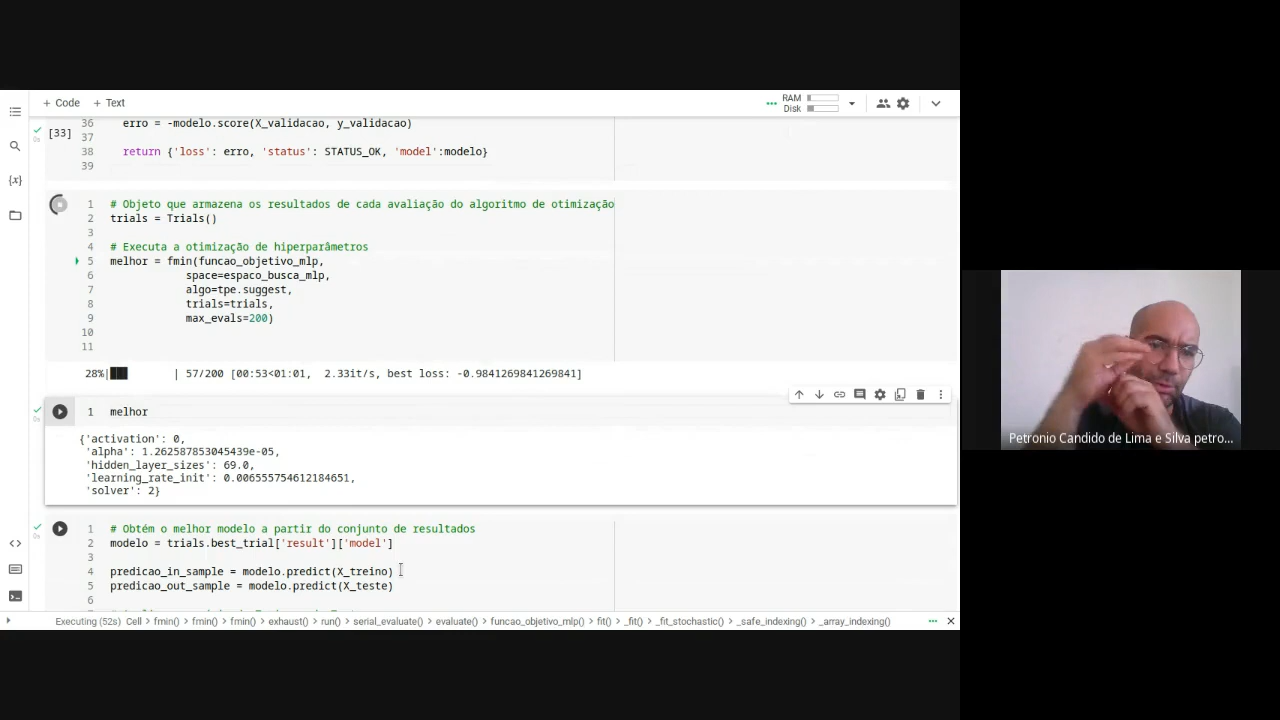 + Code + Text
RAM
Disk
[33]
36 erro = -modelo.score(X_validacao, y_validacao)
37
38 return {'loss': erro, 'status': STATUS_OK, 'model':modelo}
39
1 # Objeto que armazena os resultados de cada avaliação do algoritmo de otimização
2 trials = Trials()
3
4 # Executa a otimização de hiperparâmetros
5 melhor = fmin(funcao_objetivo_mlp,
6 space=espaco_busca_mlp,
7 algo=tpe.suggest,
8 trials=trials,
9 max_evals=200)
10
11
28%| | 57/200 [00:53<01:01, 2.33it/s, best loss: -0.9841269841269841]
1 melhor
{'activation': 0,
'alpha': 1.262587853045439e-05,
'hidden_layer_sizes': 69.0,
'learning_rate_init': 0.006555754612184651,
'solver': 2}
1 # Obtém o melhor modelo a partir do conjunto de resultados
2 modelo = trials.best_trial['result']['model']
3
4 predicao_in_sample = modelo.predict(X_treino)
5 predicao_out_sample = modelo.predict(X_teste)
6
Executing (52s) Cell > fmin() > fmin() > fmin() > exhaust() > run() > serial_evaluate() > evaluate() > funcao_objetivo_mlp() > fit() > _fit() > _fit_stochastic() > _safe_indexing() > _array_indexing()
Petronio Candido de Lima e Silva petro...